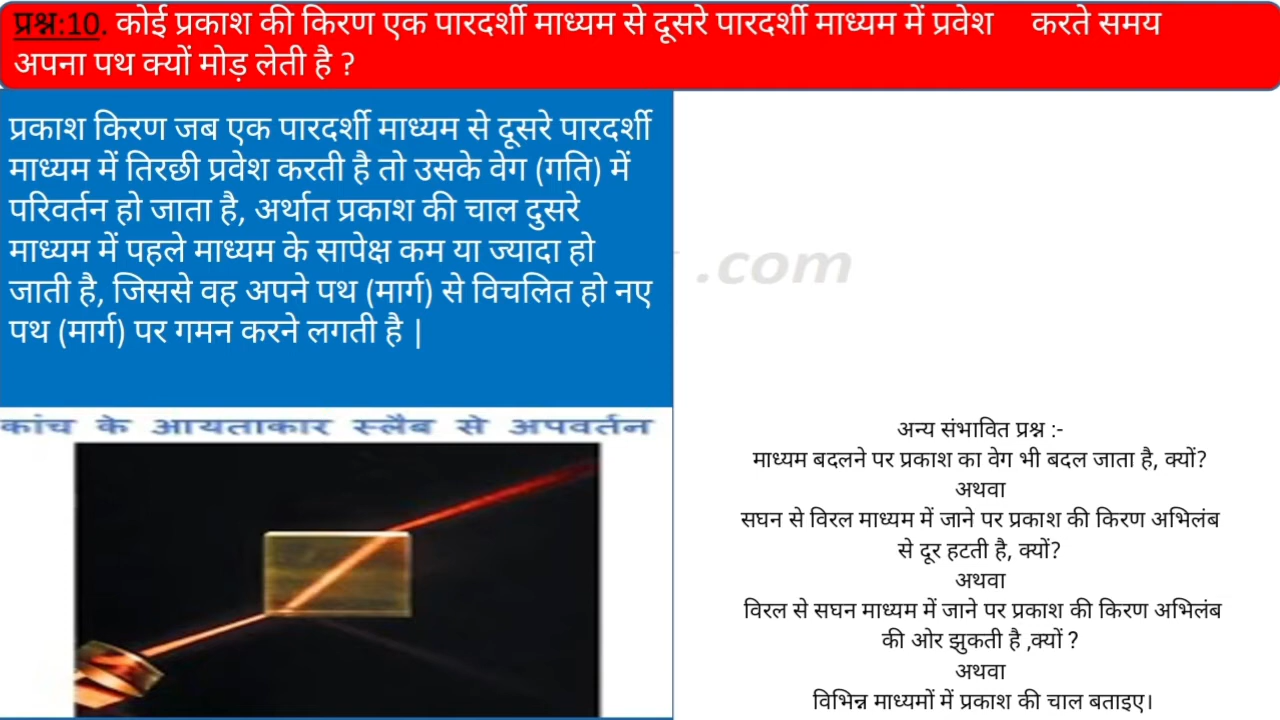 प्रश्न:10. कोई प्रकाश की किरण एक पारदर्शी माध्यम से दूसरे पारदर्शी माध्यम में प्रवेश करते समय
अपना पथ क्यों मोड़ लेती है ?
प्रकाश किरण जब एक पारदर्शी माध्यम से दूसरे पारदर्शी
माध्यम में तिरछी प्रवेश करती है तो उसके वेग (गति) में
परिवर्तन हो जाता है, अर्थात प्रकाश की चाल दुसरे
माध्यम में पहले माध्यम के सापेक्ष कम या ज्यादा हो
जाती है, जिससे वह अपने पथ (मार्ग) से विचलित हो नए
पथ (मार्ग) पर गमन करने लगती है |
.com
कांच के आयताकार स्लैब से अपवर्तन
अन्य संभावित प्रश्न :-
माध्यम बदलने पर प्रकाश का वेग भी बदल जाता है, क्यों?
अथवा
सघन से विरल माध्यम में जाने पर प्रकाश की किरण अभिलंब
से दूर हटती है, क्यों?
अथवा
विरल से सघन माध्यम में जाने पर प्रकाश की किरण अभिलंब
की ओर झुकती है ,क्यों ?
अथवा
विभिन्न माध्यमों में प्रकाश की चाल बताइए।